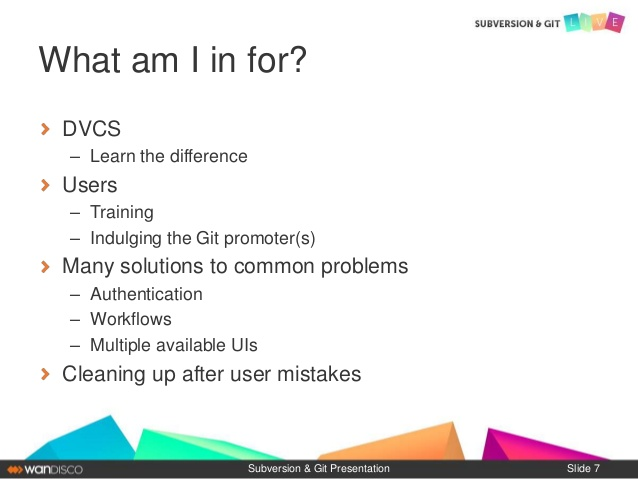 SUBVERSION & GIT LIVE
What am I in for?
DVCS
– Learn the difference
Users
– Training
– Indulging the Git promoter(s)
Many solutions to common problems
– Authentication
– Workflows
– Multiple available UIs
Cleaning up after user mistakes
WANDISCO Subversion & Git Presentation Slide 7